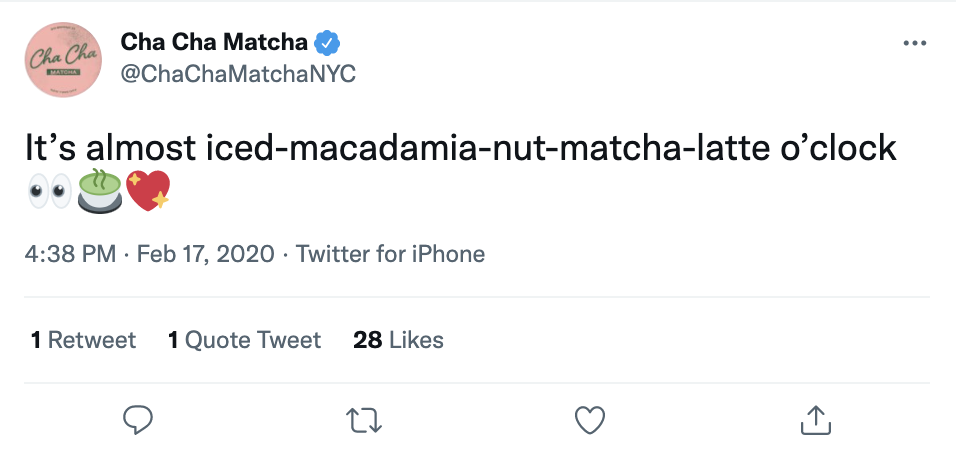 Cha Cha Matcha
@ChaChaMatchaNYC
Cha Cha
MATCHA
It’s almost iced-macadamia-nut-matcha-latte o’clock
👀🍵💖
4:38 PM · Feb 17, 2020 · Twitter for iPhone
1 Retweet 1 Quote Tweet 28 Likes